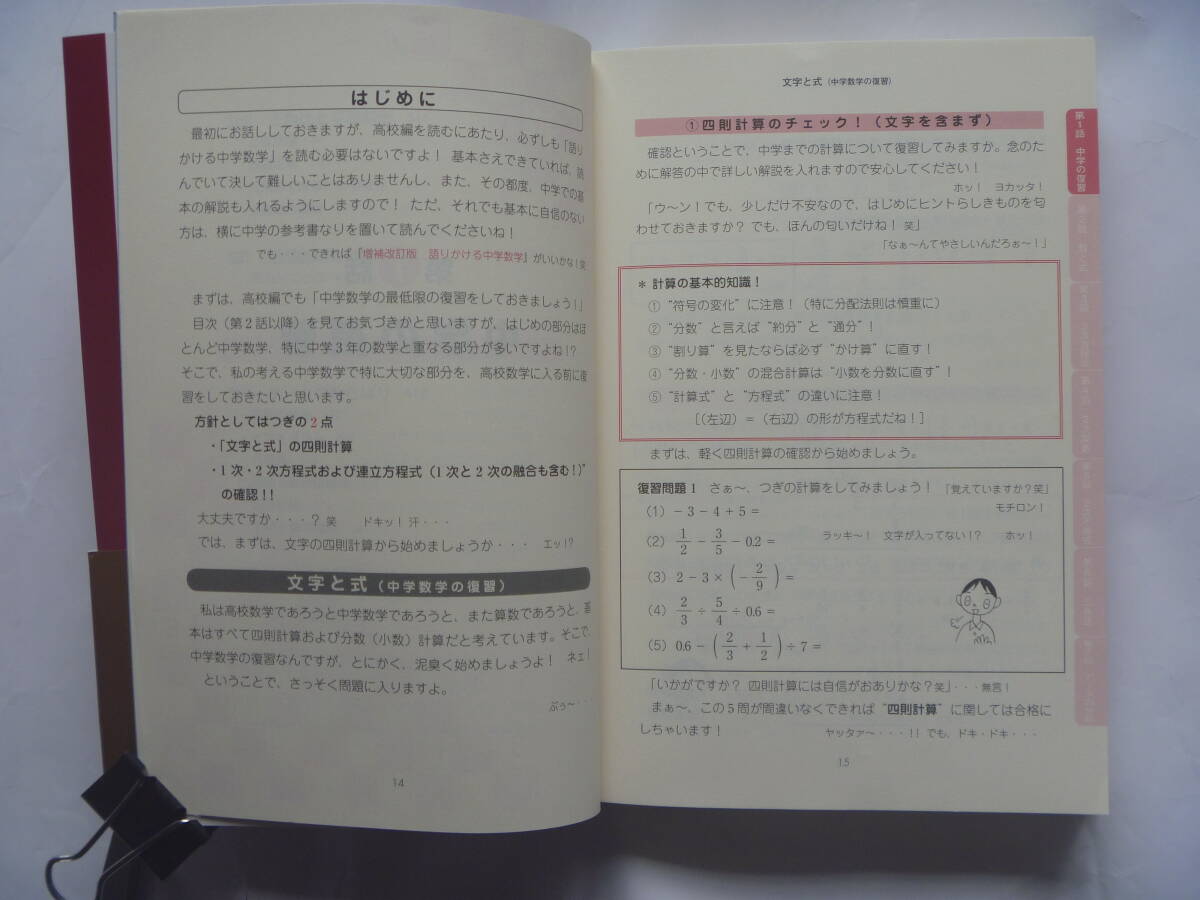 はじめに
最初にお話ししておきますが、高校編を読むにあたり、必ずしも「語り
かける中学数学」を読む必要はないですよ！ 基本さえできていれば、読
んでいて決して難しいことはありませんし、また、その都度、中学での基
本の解説も入れるようにしますので！ ただ、それでも基本に自信のない
方は、横に中学の参考書なりを置いて読んでくださいね！
でも・・・できれば『増補改訂版 語りかける中学数学』がいいかな！笑
まずは、高校編でも「中学数学の最低限の復習をしておきましょう！」
目次（第2話以降）を見てお気づきかと思いますが、はじめの部分はほ
とんど中学数学、特に中学3年の数学と重なる部分が多いですよね!?
そこで、私の考える中学数学で特に大切な部分を、高校数学に入る前に復
習をしておきたいと思います。
方針としてはつぎの2点
・「文字と式」の四則計算
・1次・2次方程式および連立方程式（1次と2次の融合も含む！）”
の確認!!
大丈夫ですか・・・？ 笑 ドキッ！ 汗・・・
では、まずは、文字の四則計算から始めましょうか・・・ エッ!?
文字と式（中学数学の復習）
私は高校数学であろうと中学数学であろうと、また算数であろうと、基
本はすべて四則計算および分数（小数）計算だと考えています。そこで、
中学数学の復習なんですが、とにかく、泥臭く始めましょうよ！ ネェ！
ということで、さっそく問題に入りますよ。
ぶぅ〜・・・
14
文字と式（中学数学の復習）
①四則計算のチェック！（文字を含まず）
確認ということで、中学までの計算について復習してみますか。念のた
めに解答の中で詳しい解説を入れますので安心してください！
ホッ！ ヨカッタ！
「ウ〜ン！でも、少しだけ不安なので、はじめにヒントらしきものを匂
わせておきますか？ でも、ほんの匂いだけね！ 笑」
「なぁ〜んてやさしいんだろぉ〜！」
＊ 計算の基本的知識！
① “符号の変化” に注意！（特に分配法則は慎重に）
② “分数” と言えば “約分” と “通分”！
③ “割り算” を見たならば必ず “かけ算” に直す！
④ “分数・小数” の混合計算は “小数を分数に直す”！
⑤ “計算式” と “方程式” の違いに注意！
［（左辺）＝（右辺）の形が方程式だね！］
まずは、軽く四則計算の確認から始めましょう。
復習問題1 さぁ〜、つぎの計算をしてみましょう！ 「覚えていますか？笑」
モチロン！
(1) −3−4+5＝
(2) 1/2 − 3/5 − 0.2＝ ラッキ〜！ 文字が入ってない!? ホッ！
(3) 2−3×(−2/9)＝
(4) 2/3 ÷ 5/4 ÷ 0.6＝
(5) 0.6−(2/3 + 1/2)÷7＝
「いかがですか？ 四則計算には自信がおありかな？笑」・・・無言！
まぁ〜、この5問が間違いなくできれば “四則計算” に関しては合格に
しちゃいます！ ヤッタァ〜・・・!! でも、ドキ・ドキ・・・
15
第1話 中学の復習